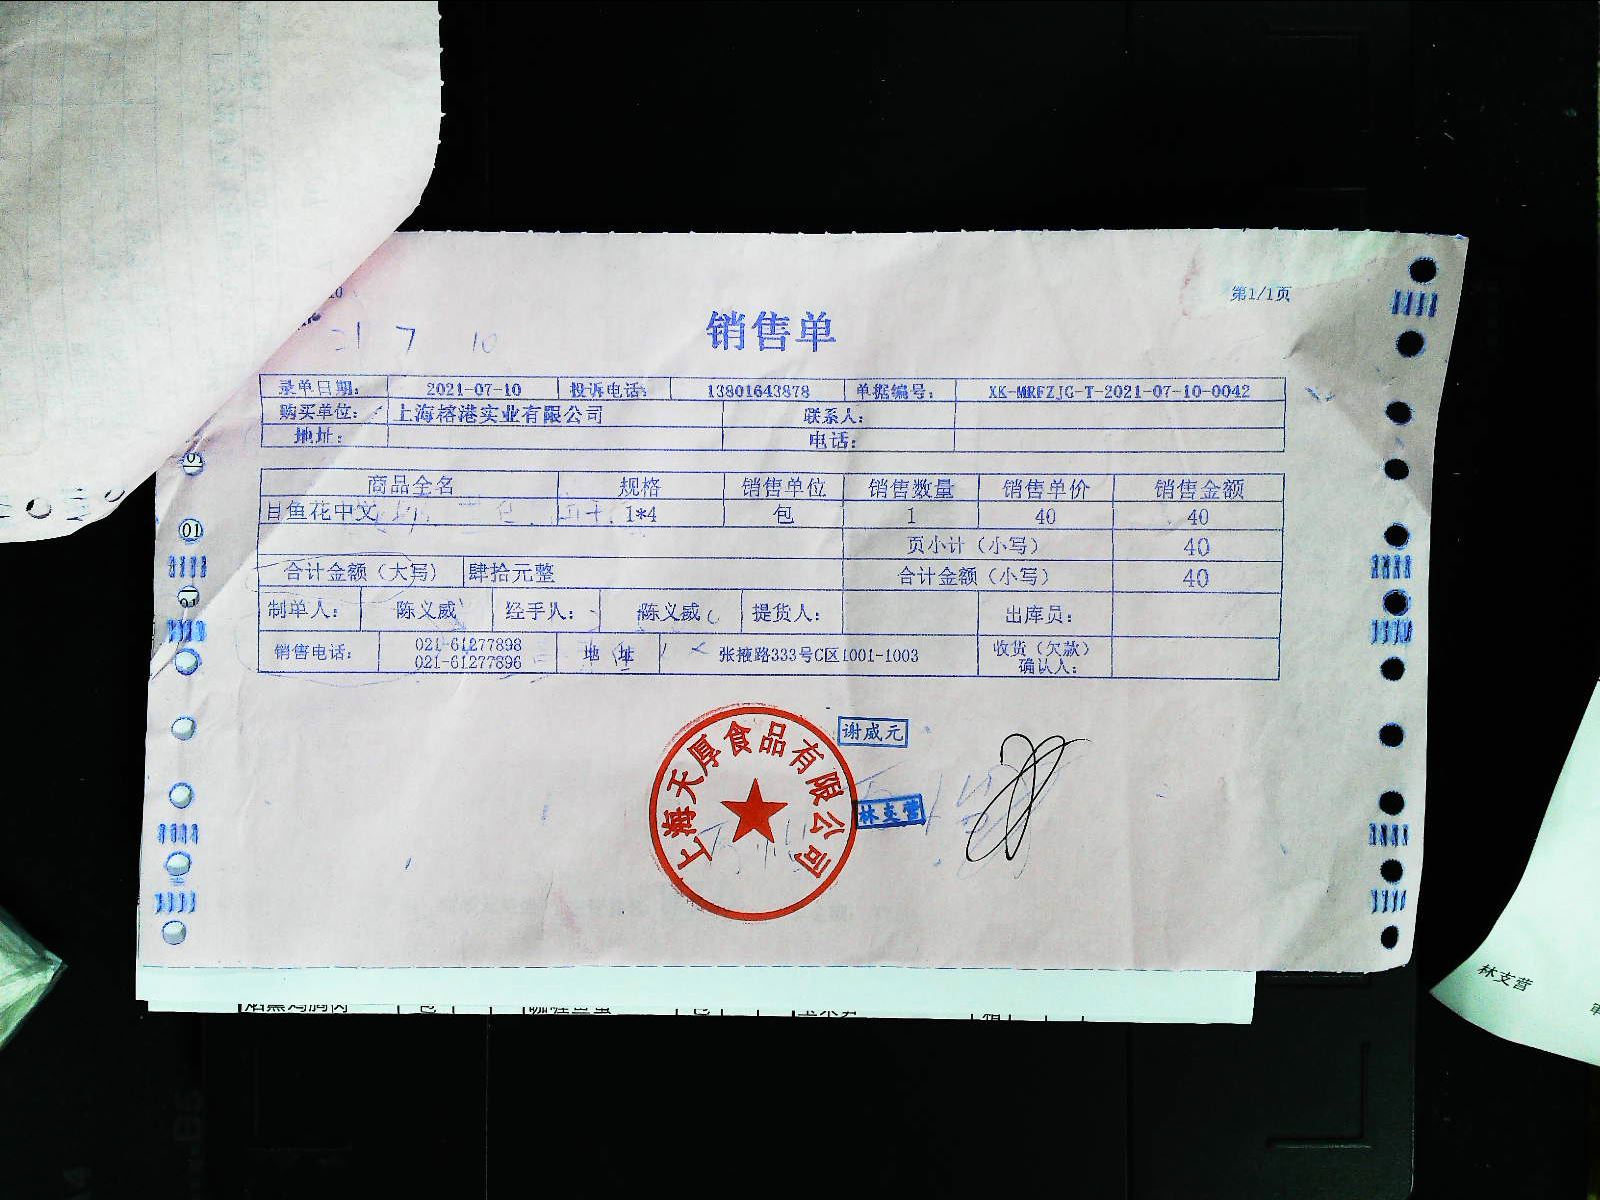 第1/1页
销售单
21 7 10
录单日期: 2021-07-10 投诉电话: 13801643878 单据编号: XK-MRFZJG-T-2021-07-10-0042
购买单位: 上海榕港实业有限公司 联系人:
地址: 电话:
商品全名 规格 销售单位 销售数量 销售单价 销售金额
目鱼花中文 1*4 包 1 40 40
页小计（小写） 40
合计金额（大写） 肆拾元整 合计金额（小写） 40
制单人: 陈义威 经手人: 陈义威 提货人: 出库员:
销售电话: 021-61277898 021-61277896 地 址 张掖路333号C区1001-1003 收货（欠款）确认人:
上海天厚食品有限公司
谢威元
林支营
林支营
烟熏鸡胸肉